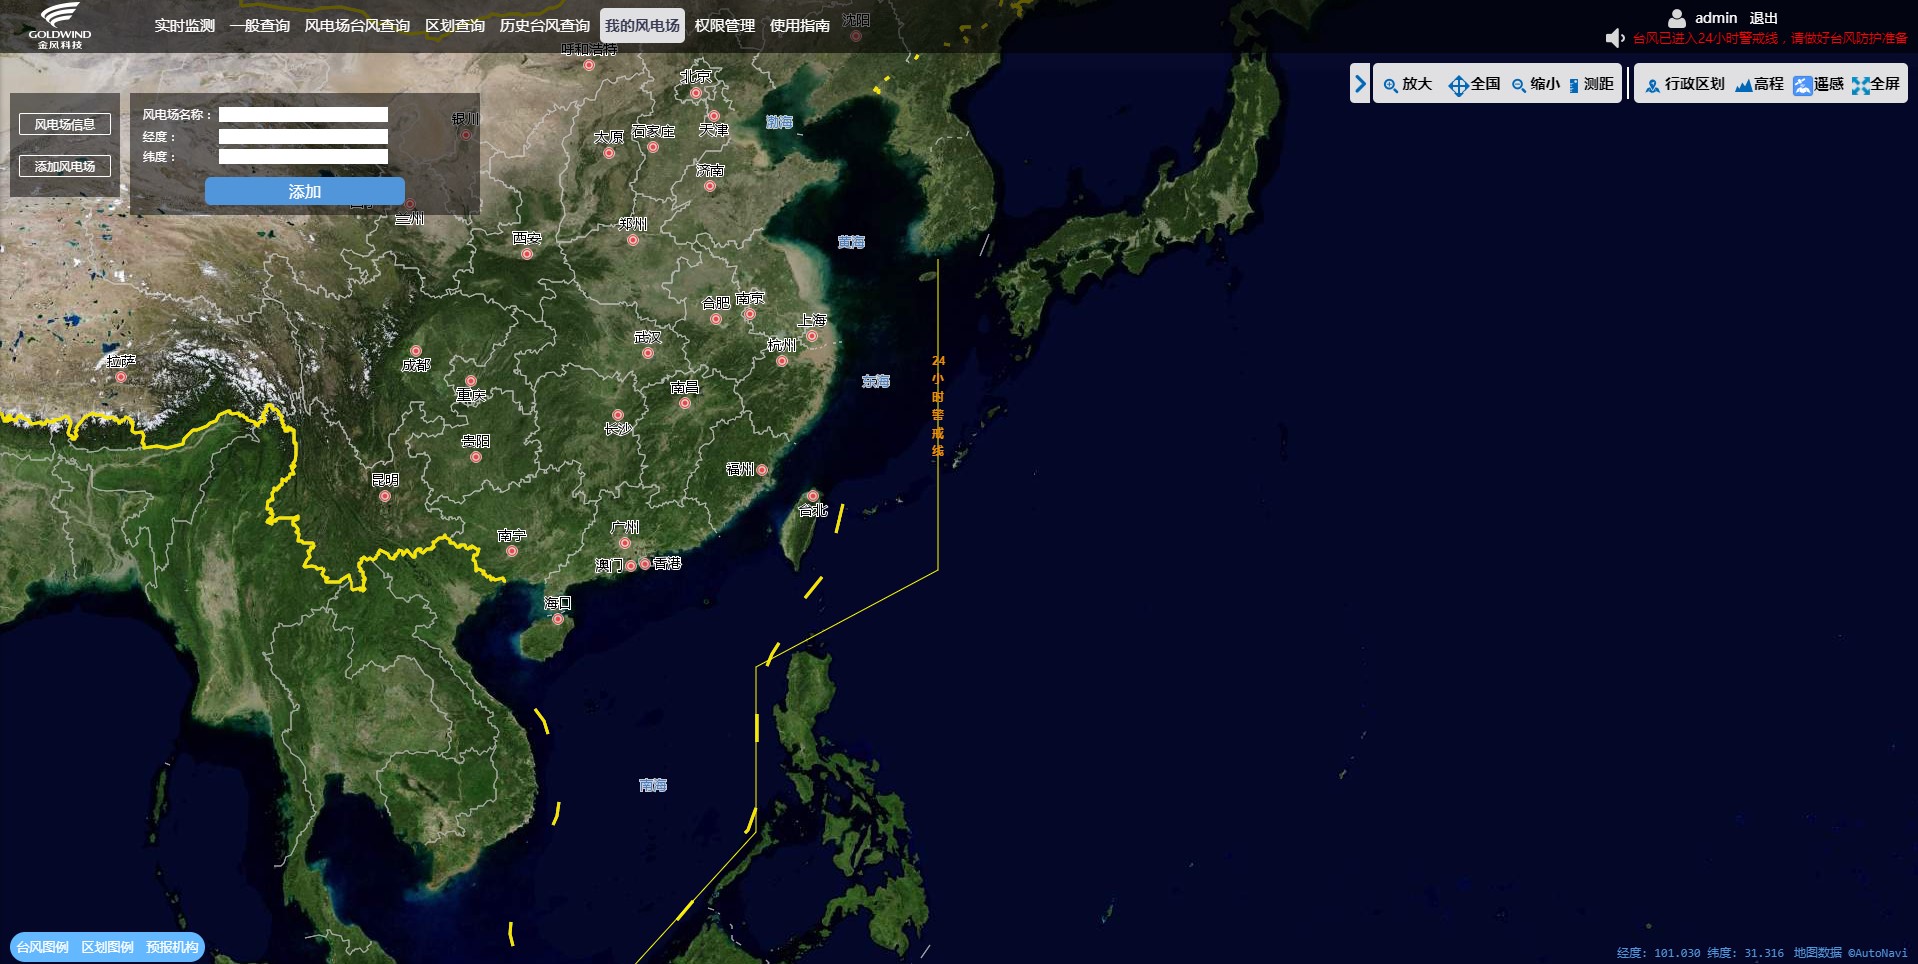 GOLDWIND
金风科技
实时监测 一般查询 风电场台风查询 区划查询 历史台风查询 我的风电场 权限管理 使用指南
admin 退出
台风已进入24小时警戒线，请做好台风防护准备
放大 全国 缩小 测距 行政区划 高程 遥感 全屏
风电场信息
添加风电场
风电场名称：
经度：
纬度：
添加
沈阳
呼和浩特
北京
银川
天津
渤海
太原
石家庄
济南
兰州
郑州
西安
黄海
合肥
南京
上海
武汉
杭州
拉萨
成都
重庆
南昌
东海
24小时警戒线
长沙
贵阳
福州
昆明
台北
广州
南宁
澳门
香港
海口
南海
台风图例 区划图例 预报机构
经度: 101.030 纬度: 31.316 地图数据 ©AutoNavi